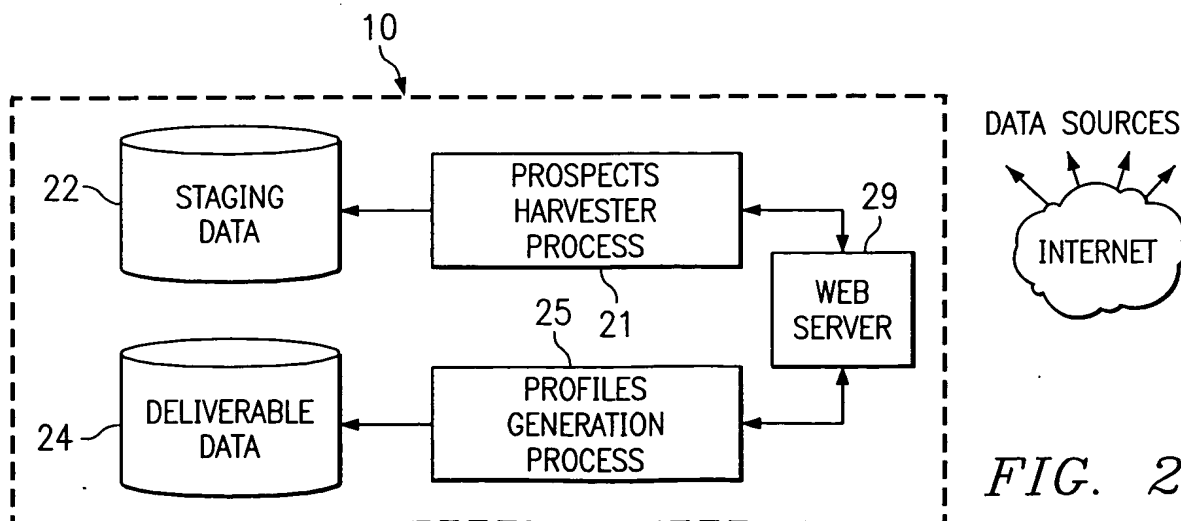 10
DATA SOURCES
22
STAGING
DATA
PROSPECTS
HARVESTER
PROCESS
21
29
INTERNET
WEB
SERVER
24
DELIVERABLE
DATA
25
PROFILES
GENERATION
PROCESS
FIG. 2